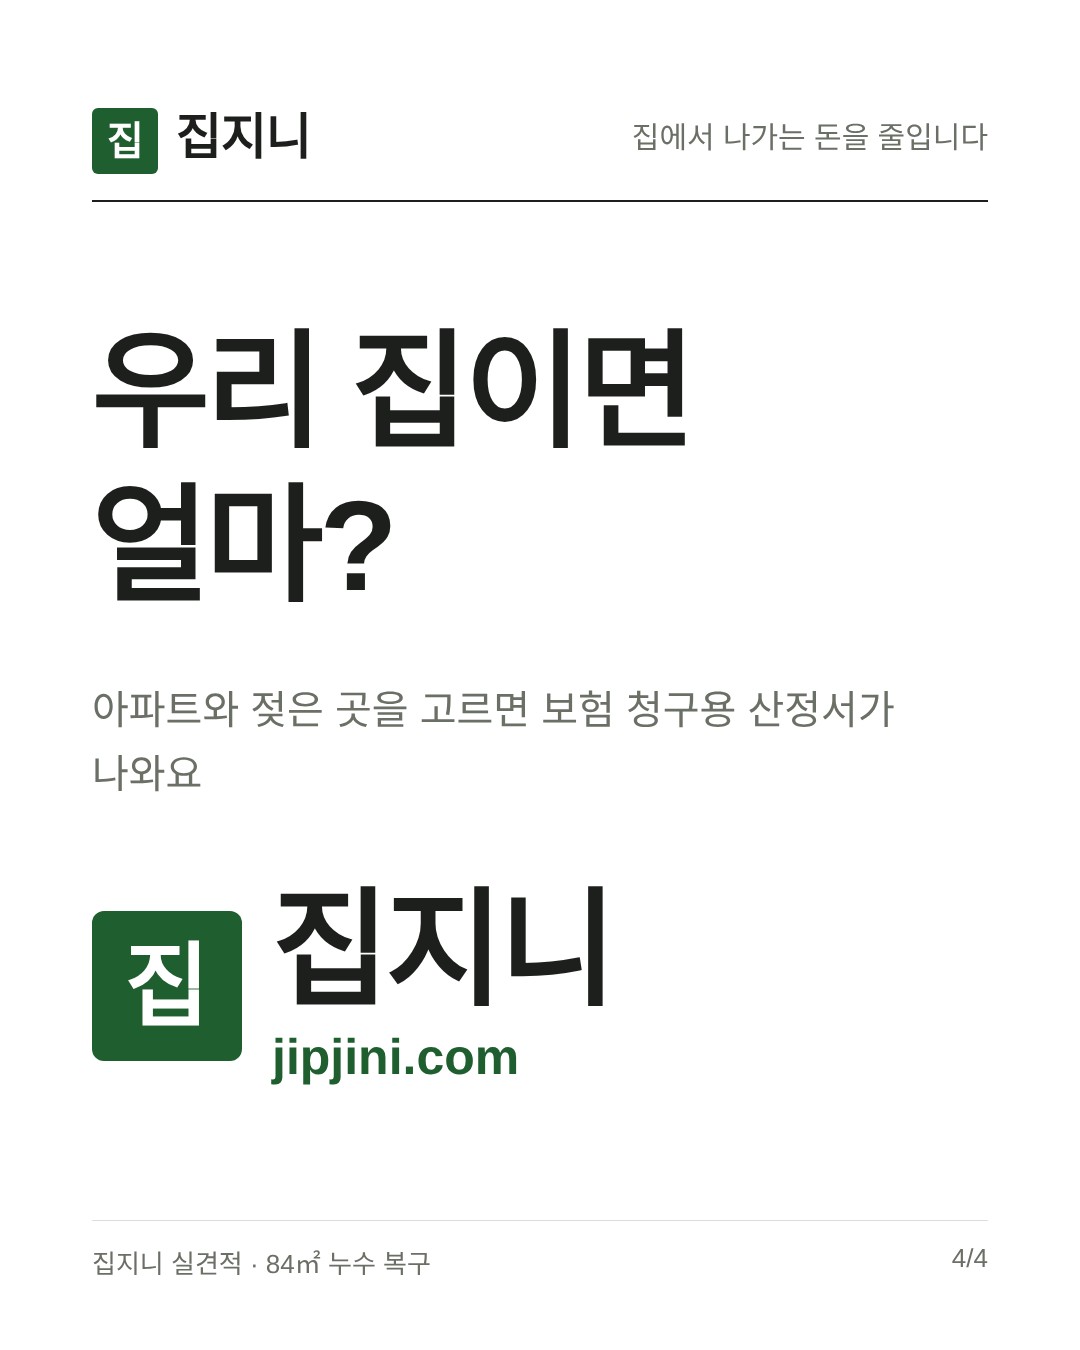 집 집지니
집에서 나가는 돈을 줄입니다
우리 집이면
얼마?
아파트와 젖은 곳을 고르면 보험 청구용 산정서가
나와요
집 집지니
jipjini.com
집지니 실견적 · 84㎡ 누수 복구
4/4